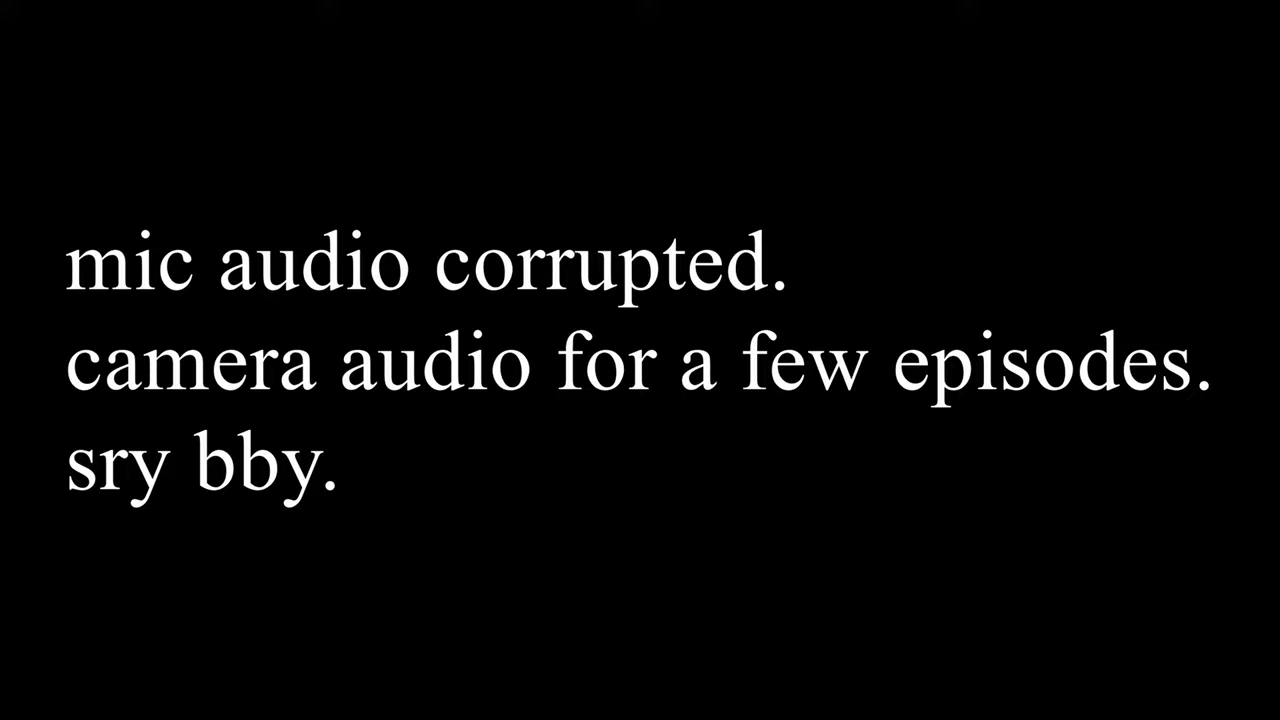 mic audio corrupted.
camera audio for a few episodes.
sry bby.